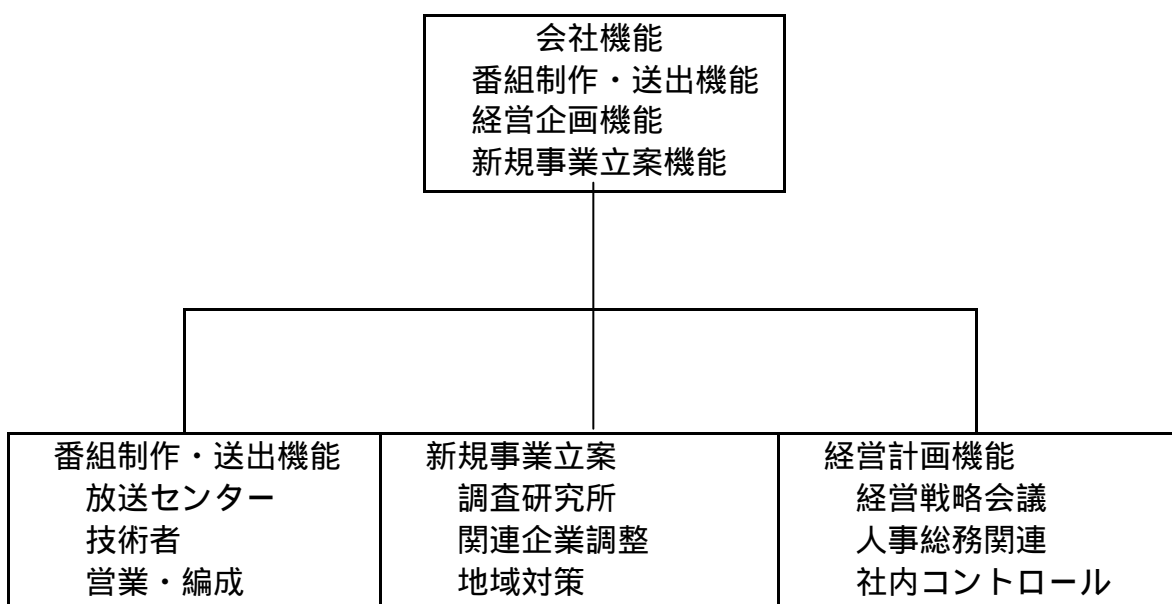 会社機能
番組制作・送出機能
経営企画機能
新規事業立案機能
番組制作・送出機能
放送センター
技術者
営業・編成
新規事業立案
調査研究所
関連企業調整
地域対策
経営計画機能
経営戦略会議
人事総務関連
社内コントロール